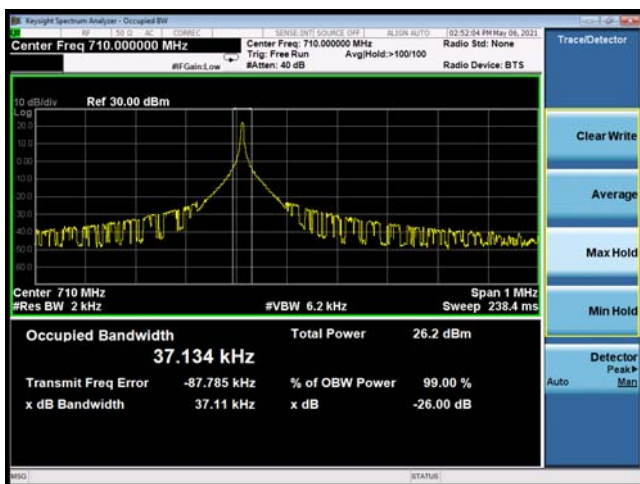 Keysight Spectrum Analyzer - Occupied BW
RF 50 Ω AC CORREC SENSE:INT SOURCE OFF ALIGN AUTO 02:52:04 PM May 06, 2021
Center Freq 710.000000 MHz Center Freq: 710.000000 MHz Radio Std: None Trace/Detector
Trig: Free Run Avg|Hold:>100/100
#IFGain:Low #Atten: 40 dB Radio Device: BTS
10 dB/div Ref 30.00 dBm
Log
20.0
10.0
0.00
-10.0
-20.0
-30.0
-40.0
-50.0
-60.0
Clear Write
Average
Max Hold
Min Hold
Center 710 MHz Span 1 MHz
#Res BW 2 kHz #VBW 6.2 kHz Sweep 238.4 ms
Occupied Bandwidth Total Power 26.2 dBm
37.134 kHz
Transmit Freq Error -87.785 kHz % of OBW Power 99.00 %
x dB Bandwidth 37.11 kHz x dB -26.00 dB
Detector
Peak▶
Auto Man
MSG STATUS